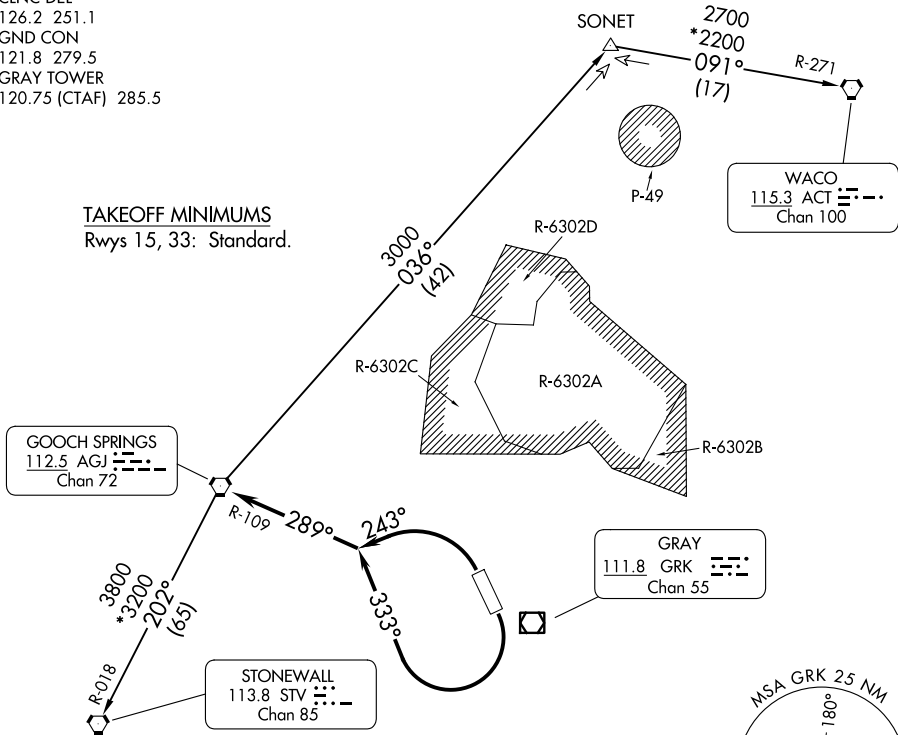 CLNC DEL
126.2 251.1
GND CON
121.8 279.5
GRAY TOWER
120.75 (CTAF) 285.5
SONET
2700
*2200
091°
(17)
R-271
P-49
WACO
115.3 ACT
Chan 100
TAKEOFF MINIMUMS
Rwys 15, 33: Standard.
3000
036°
(42)
R-6302D
R-6302C
R-6302A
R-6302B
GOOCH SPRINGS
112.5 AGJ
Chan 72
R-109
289°
243°
333°
GRAY
111.8 GRK
Chan 55
3800
*3200
202°
(65)
R-018
STONEWALL
113.8 STV
Chan 85
MSA GRK 25 NM
180°